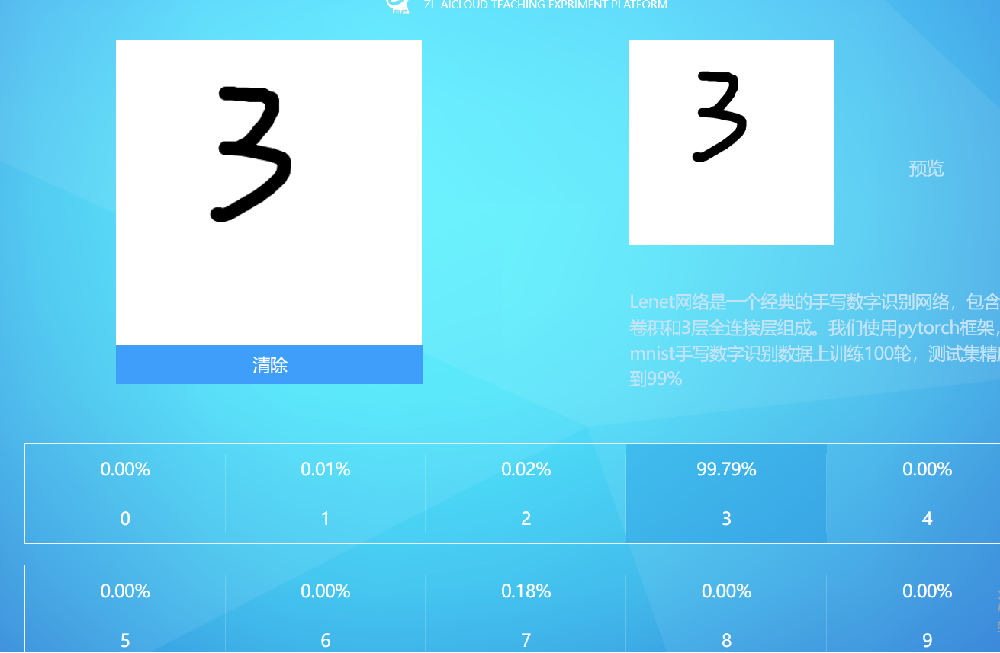 ZL-AICLOUD TEACHING EXPRIMENT PLATFORM
3
3
预览
清除
Lenet网络是一个经典的手写数字识别网络，包含
卷积和3层全连接层组成。我们使用pytorch框架，
mnist手写数字识别数据上训练100轮，测试集精
到99%
0.00% 0.01% 0.02% 99.79% 0.00%
0 1 2 3 4
0.00% 0.00% 0.18% 0.00% 0.00%
5 6 7 8 9